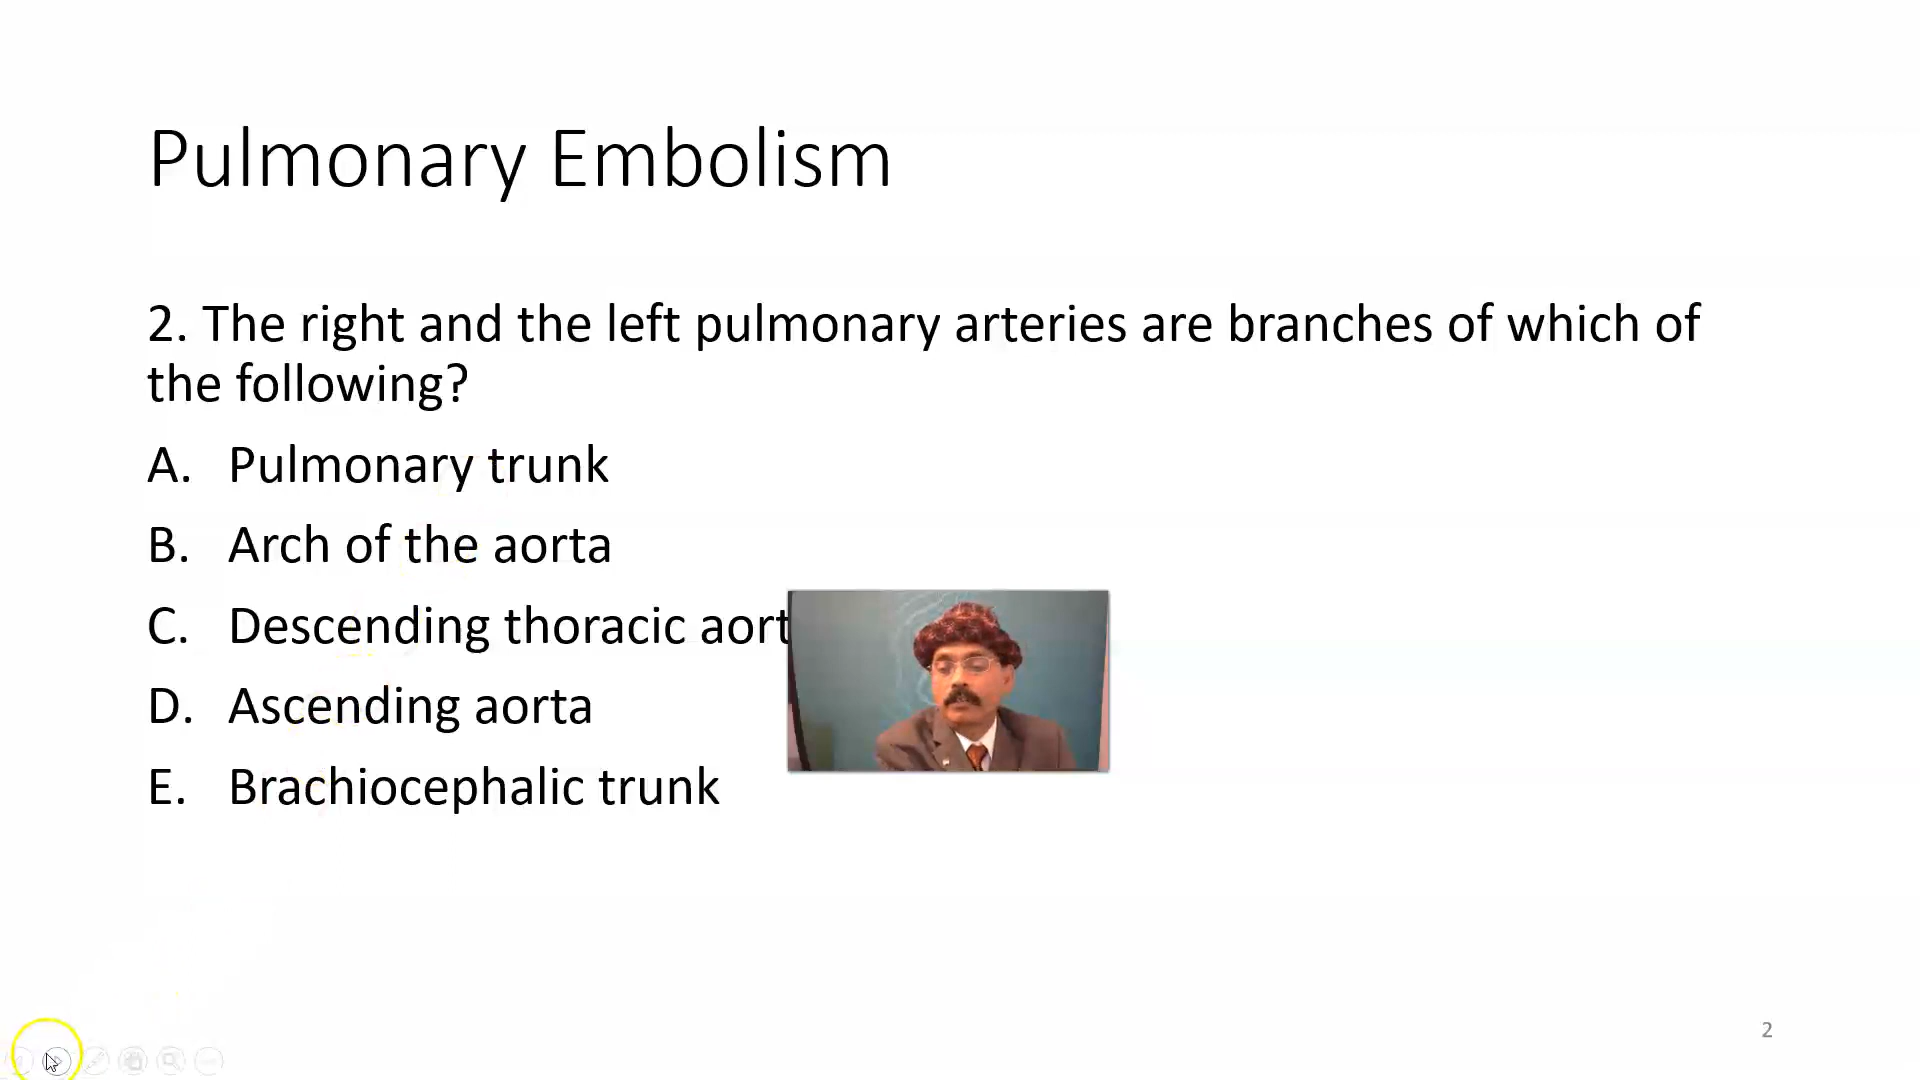 Pulmonary Embolism
2. The right and the left pulmonary arteries are branches of which of
the following?
A. Pulmonary trunk
B. Arch of the aorta
C. Descending thoracic aort
D. Ascending aorta
E. Brachiocephalic trunk
2